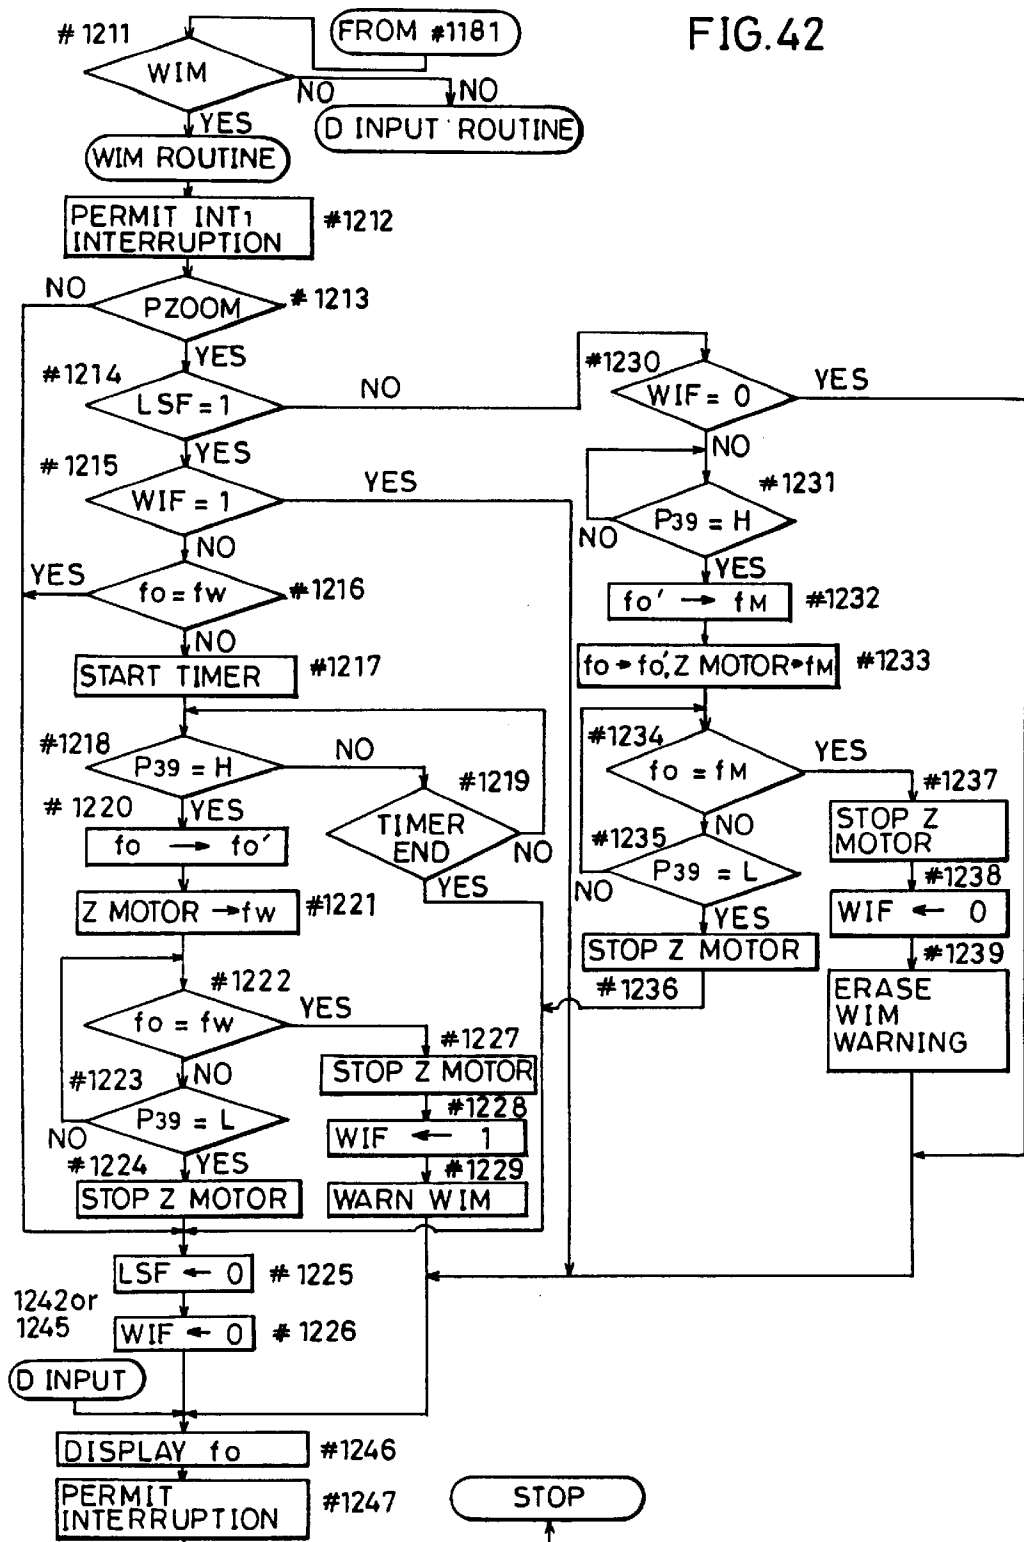 FIG.42
FROM #1181
#1211
WIM
NO
NO
YES
D INPUT ROUTINE
WIM ROUTINE
PERMIT INT1
INTERRUPTION
#1212
NO
PZOOM
#1213
YES
#1214
LSF = 1
NO
YES
#1215
WIF = 1
YES
NO
YES
fo = fW
#1216
NO
START TIMER
#1217
#1218
P39 = H
NO
#1219
YES
TIMER
END
NO
YES
#1220
fo → fo'
Z MOTOR → fW
#1221
#1222
fo = fW
YES
NO
#1223
P39 = L
NO
YES
#1224
STOP Z MOTOR
#1227
STOP Z MOTOR
#1228
WIF ← 1
#1229
WARN WIM
#1230
WIF = 0
YES
NO
#1231
P39 = H
NO
YES
fo' → fM
#1232
fo → fo', Z MOTOR → fM
#1233
#1234
fo = fM
YES
NO
#1235
P39 = L
NO
YES
STOP Z MOTOR
#1236
#1237
STOP Z
MOTOR
#1238
WIF ← 0
#1239
ERASE
WIM
WARNING
LSF ← 0
#1225
1242 or
1245
WIF ← 0
#1226
D INPUT
DISPLAY fo
#1246
PERMIT
INTERRUPTION
#1247
STOP